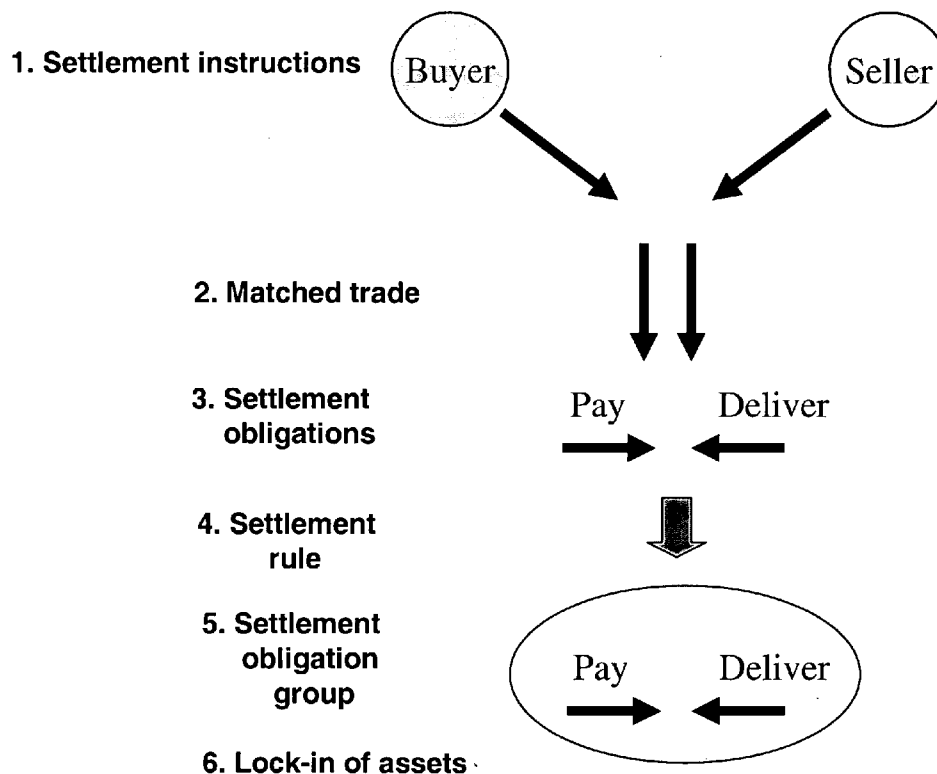 1. Settlement instructions
Buyer
Seller
2. Matched trade
3. Settlement
obligations
Pay
Deliver
4. Settlement
rule
5. Settlement
obligation
group
Pay
Deliver
6. Lock-in of assets